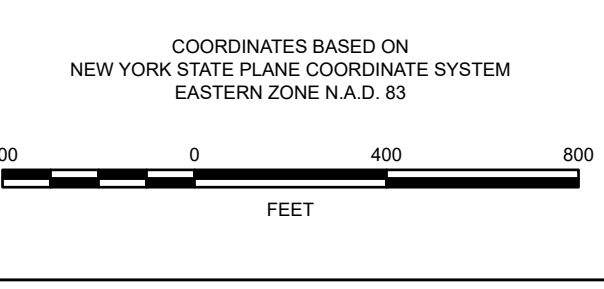 COORDINATES BASED ON
NEW YORK STATE PLANE COORDINATE SYSTEM
EASTERN ZONE N.A.D. 83
00 0 400 800
FEET